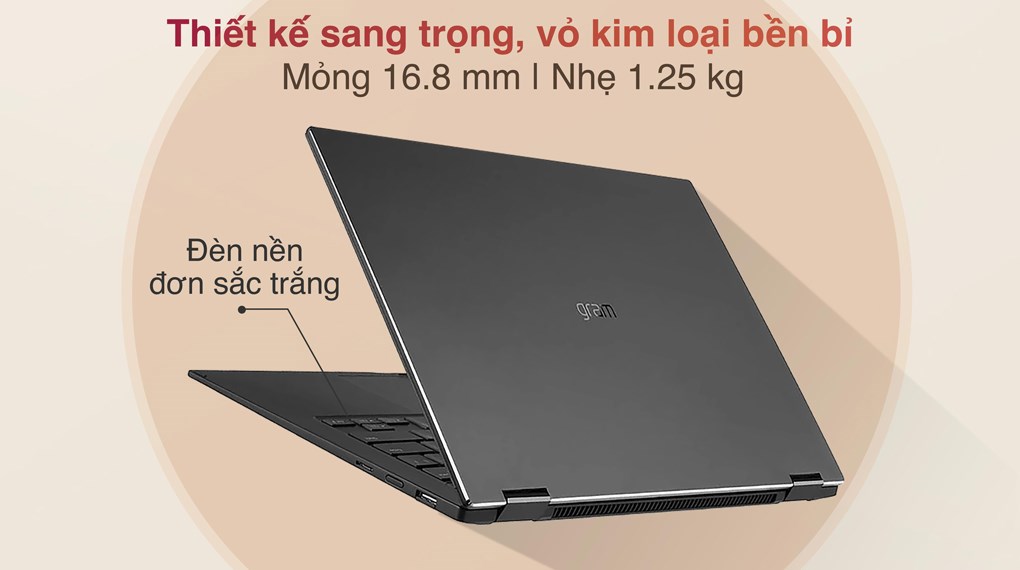 Thiết kế sang trọng, vỏ kim loại bền bỉ
Mỏng 16.8 mm | Nhẹ 1.25 kg
Đèn nền
đơn sắc trắng
gram